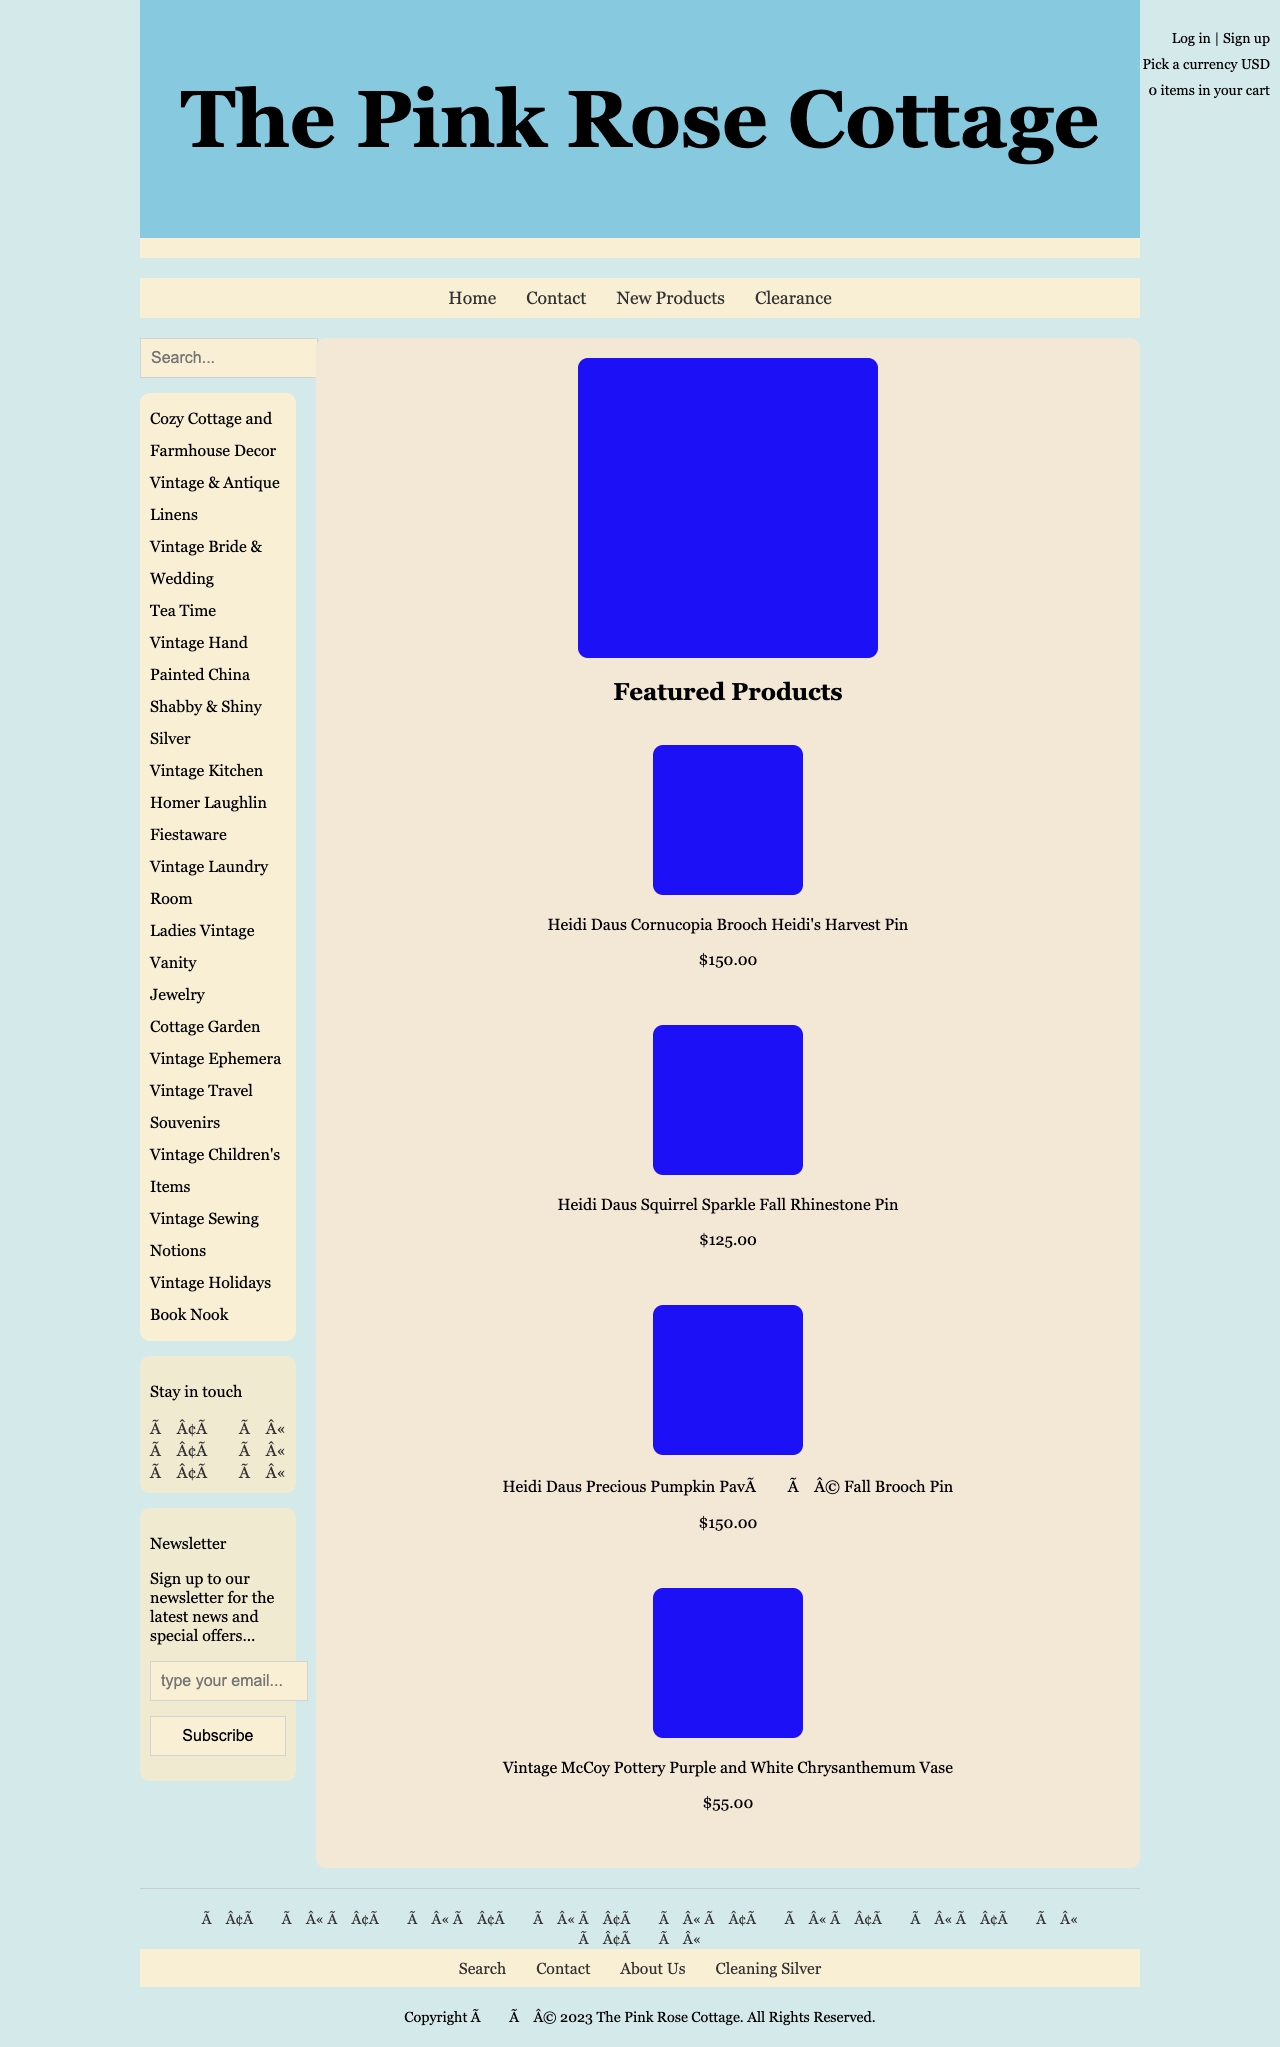 Log in | Sign up
Pick a currency USD
0 items in your cart
The Pink Rose Cottage
Home Contact New Products Clearance
Search...
Cozy Cottage and
Farmhouse Decor
Vintage & Antique
Linens
Vintage Bride &
Wedding
Tea Time
Vintage Hand
Painted China
Shabby & Shiny
Silver
Vintage Kitchen
Homer Laughlin
Fiestaware
Vintage Laundry
Room
Ladies Vintage
Vanity
Jewelry
Cottage Garden
Vintage Ephemera
Vintage Travel
Souvenirs
Vintage Children's
Items
Vintage Sewing
Notions
Vintage Holidays
Book Nook
Stay in touch
Ã Â¢Ã Ã Â«
Ã Â¢Ã Ã Â«
Ã Â¢Ã Ã Â«
Newsletter
Sign up to our
newsletter for the
latest news and
special offers...
type your email...
Subscribe
Featured Products
Heidi Daus Cornucopia Brooch Heidi's Harvest Pin
$150.00
Heidi Daus Squirrel Sparkle Fall Rhinestone Pin
$125.00
Heidi Daus Precious Pumpkin PavÃ Ã Â© Fall Brooch Pin
$150.00
Vintage McCoy Pottery Purple and White Chrysanthemum Vase
$55.00
Ã Â¢Ã Ã Â« Ã Â¢Ã Ã Â« Ã Â¢Ã Ã Â« Ã Â¢Ã Ã Â« Ã Â¢Ã Ã Â« Ã Â¢Ã Ã Â« Ã Â¢Ã Ã Â«
Ã Â¢Ã Ã Â«
Search Contact About Us Cleaning Silver
Copyright Ã Ã Â© 2023 The Pink Rose Cottage. All Rights Reserved.